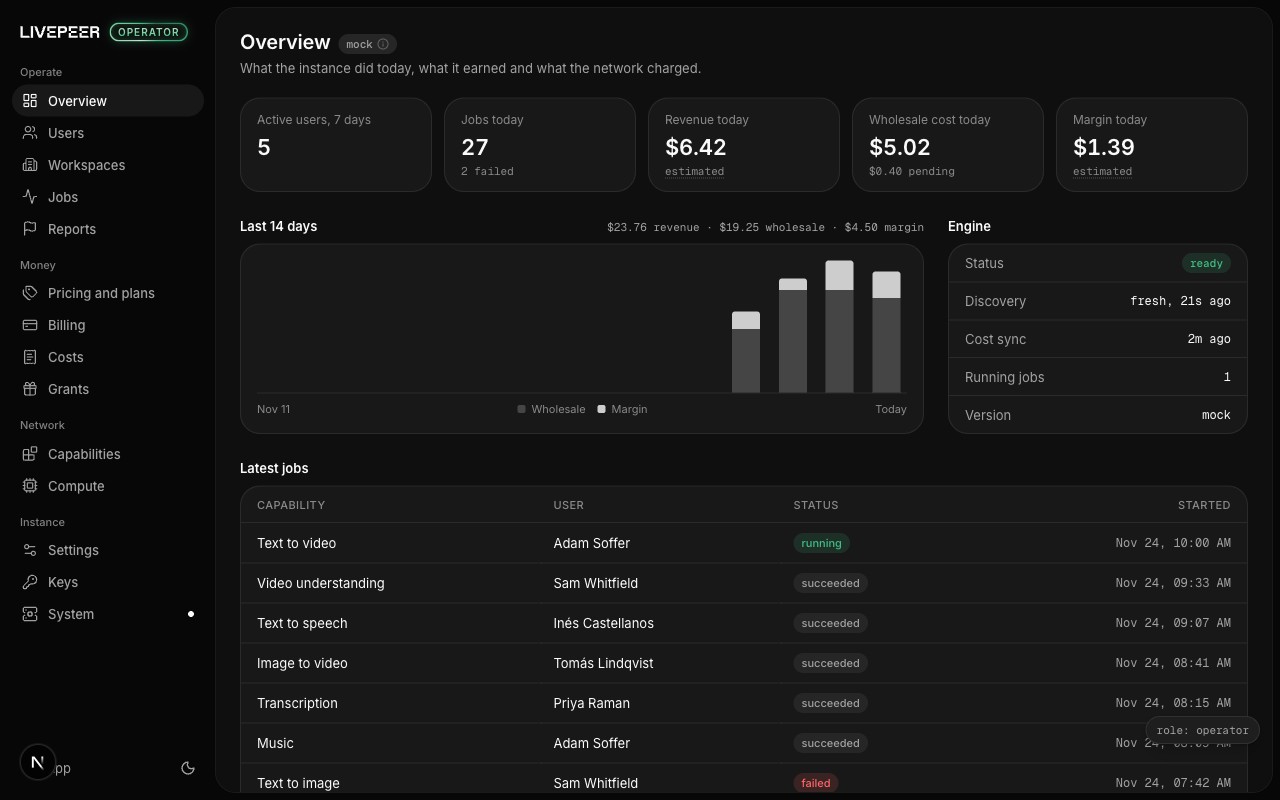 LIVEPEER OPERATOR
Operate
Overview
Users
Workspaces
Jobs
Reports
Money
Pricing and plans
Billing
Costs
Grants
Network
Capabilities
Compute
Instance
Settings
Keys
System
N
pp
Overview mock
What the instance did today, what it earned and what the network charged.
Active users, 7 days
5
Jobs today
27
2 failed
Revenue today
$6.42
estimated
Wholesale cost today
$5.02
$0.40 pending
Margin today
$1.39
estimated
Last 14 days
$23.76 revenue · $19.25 wholesale · $4.50 margin
Nov 11
Wholesale Margin
Today
Engine
Status ready
Discovery fresh, 21s ago
Cost sync 2m ago
Running jobs 1
Version mock
Latest jobs
CAPABILITY USER STATUS STARTED
Text to video Adam Soffer running Nov 24, 10:00 AM
Video understanding Sam Whitfield succeeded Nov 24, 09:33 AM
Text to speech Inés Castellanos succeeded Nov 24, 09:07 AM
Image to video Tomás Lindqvist succeeded Nov 24, 08:41 AM
Transcription Priya Raman succeeded Nov 24, 08:15 AM
role: operator
Music Adam Soffer succeeded Nov
Text to image Sam Whitfield failed Nov 24, 07:42 AM